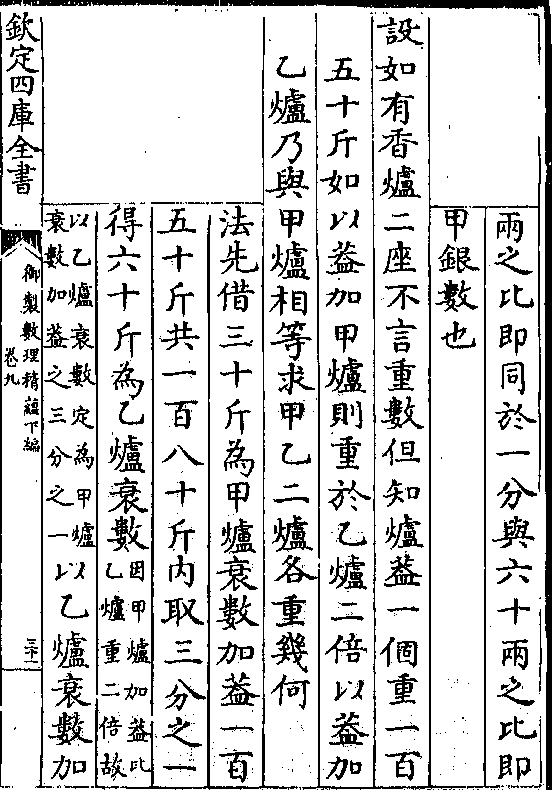 兩之比即同於一分與六十兩之比即
甲銀數也
設如有香爐二座不言重數但知爐葢一個重一百
五十斤如以葢加甲爐則重於乙爐二倍以葢加
乙爐乃與甲爐相等求甲乙二爐各重幾何
法先借三十斤為甲爐衰數加葢一百
五十斤共一百八十斤內取三分之一
得六十斤為乙爐衰數因甲爐加葢比
乙爐重二倍故
以乙爐衰數定為甲爐
衰數加葢之三分之一以乙爐衰數加
欽定四庫全書
御製數理精蘊下編
卷九
三十二